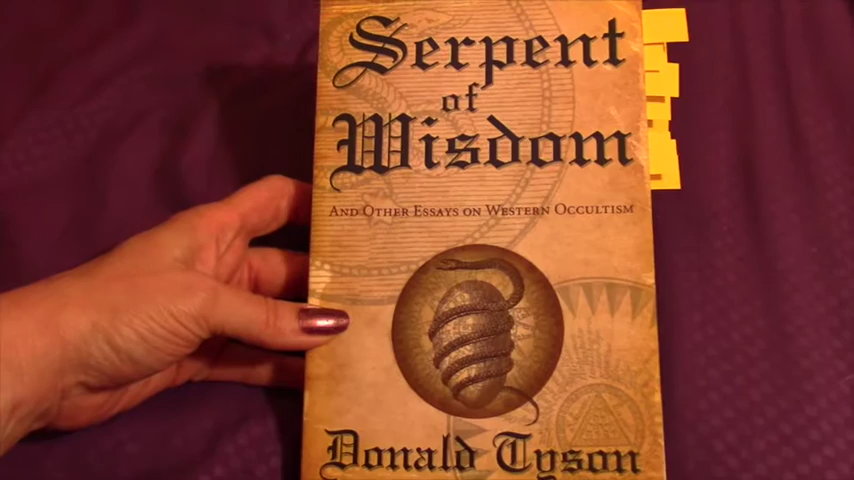 Serpent
of
Wisdom
And Other Essays on Western Occultism
Donald Tyson